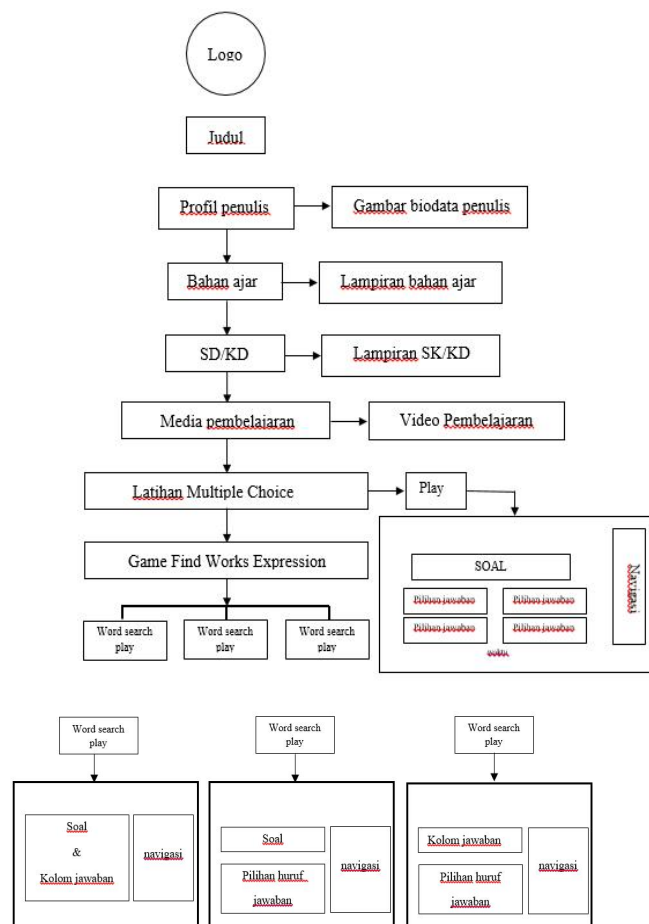 Logo
Judul
Profil penulis
Gambar biodata penulis
Bahan ajar
Lampiran bahan ajar
SD/KD
Lampiran SK/KD
Media pembelajaran
Video Pembelajaran
Latihan Multiple Choice
Play
Game Find Works Expression
SOAL
Navigasi
Pilihan jawaban
Pilihan jawaban
Pilihan jawaban
Pilihan jawaban
Word search
play
Word search
play
Word search
play
Word search
play
Word search
play
Word search
play
Soal
&
Kolom jawaban
navigasi
Soal
Pilihan huruf
jawaban
navigasi
Kolom jawaban
Pilihan huruf
jawaban
navigasi